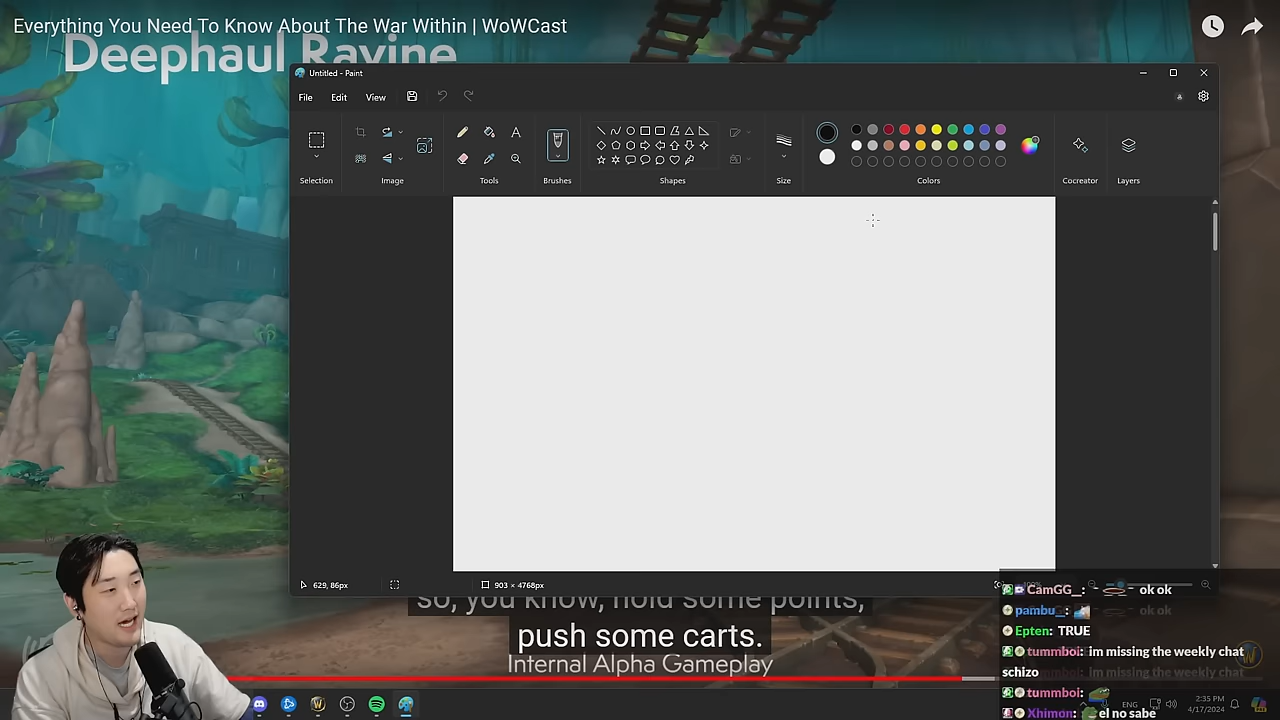 Everything You Need To Know About The War Within | WoWCast
Deephaul Ravine
Untitled - Paint
File Edit View
Selection Image Tools Brushes Shapes Size Colors Cocreator Layers
629, 86px
903 × 4768px
so, you know, hold some points,
push some carts.
Internal Alpha Gameplay
CamGG_: ok ok
pambu_:
Epten: TRUE
tummboi: im missing the weekly chat
schizo
tummboi:
Xhimon: el no sabe
ENG
2:35 PM
4/17/2024